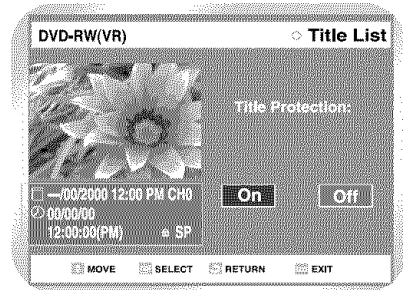 DVD-RW(VR)
Title List
Title Protection:
—/00/2000 12:00 PM CH0
00/00/00
12:00:00(PM) SP
On
Off
MOVE SELECT RETURN EXIT